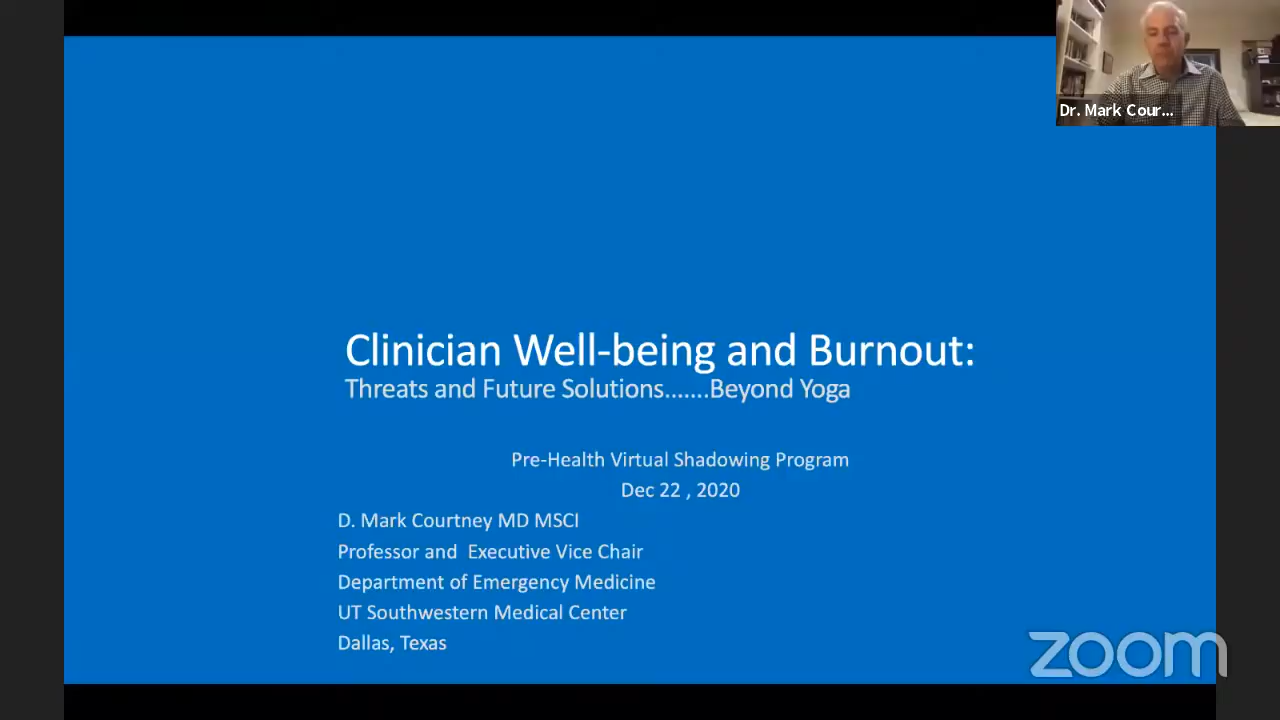 Dr. Mark Cour...
Clinician Well-being and Burnout:
Threats and Future Solutions.......Beyond Yoga
Pre-Health Virtual Shadowing Program
Dec 22 , 2020
D. Mark Courtney MD MSCI
Professor and  Executive Vice Chair
Department of Emergency Medicine
UT Southwestern Medical Center
Dallas, Texas
zoom